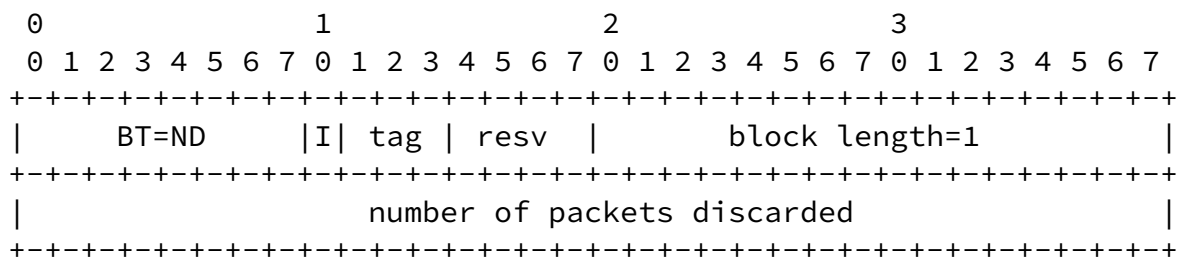 0               1               2               3
 0 1 2 3 4 5 6 7 0 1 2 3 4 5 6 7 0 1 2 3 4 5 6 7 0 1 2 3 4 5 6 7
+-+-+-+-+-+-+-+-+-+-+-+-+-+-+-+-+-+-+-+-+-+-+-+-+-+-+-+-+-+-+-+-+
|     BT=ND     |I| tag | resv  |       block length=1          |
+-+-+-+-+-+-+-+-+-+-+-+-+-+-+-+-+-+-+-+-+-+-+-+-+-+-+-+-+-+-+-+-+
|                   number of packets discarded                 |
+-+-+-+-+-+-+-+-+-+-+-+-+-+-+-+-+-+-+-+-+-+-+-+-+-+-+-+-+-+-+-+-+